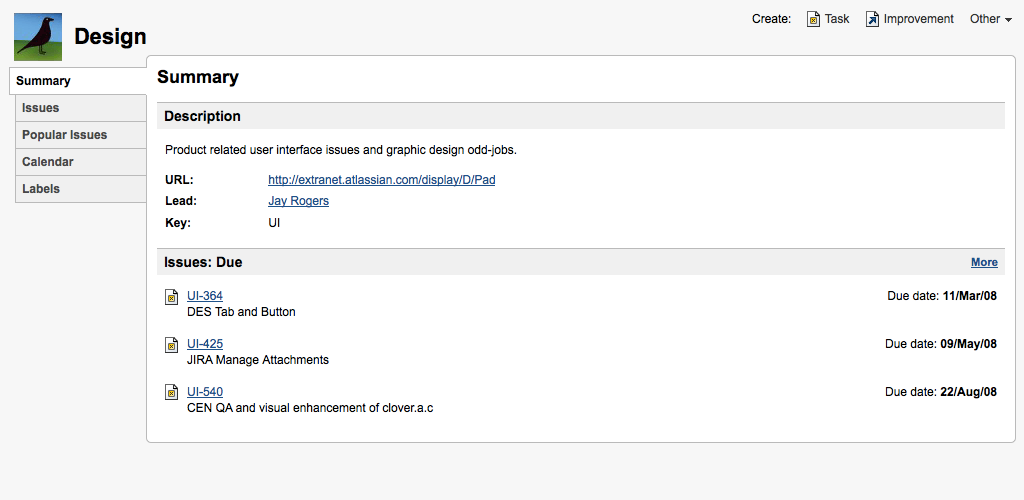 Create: Task Improvement Other
Design
Summary
Issues
Popular Issues
Calendar
Labels
Summary
Description
Product related user interface issues and graphic design odd-jobs.
URL: http://extranet.atlassian.com/display/D/Pad
Lead: Jay Rogers
Key: UI
Issues: Due More
UI-364 Due date: 11/Mar/08
DES Tab and Button
UI-425 Due date: 09/May/08
JIRA Manage Attachments
UI-540 Due date: 22/Aug/08
CEN QA and visual enhancement of clover.a.c